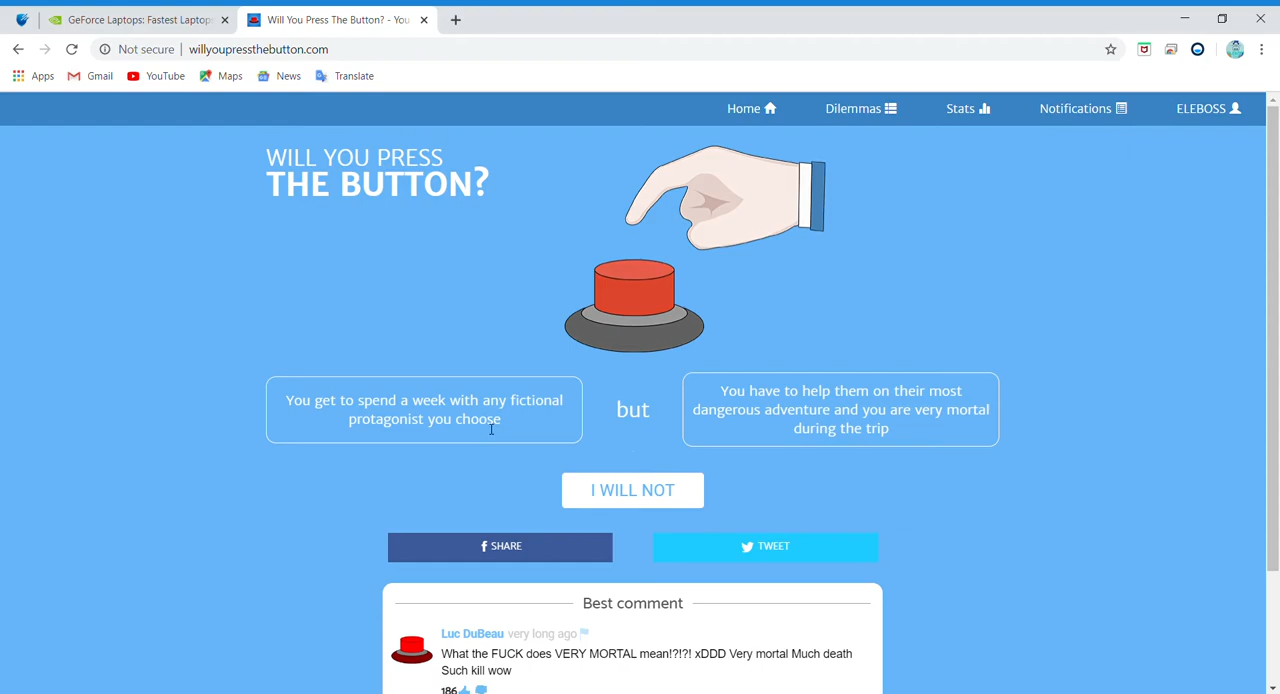 GeForce Laptops: Fastest Laptops
Will You Press The Button? - You
Not secure
willyoupressthebutton.com
Apps
Gmail
YouTube
Maps
News
Translate
Home
Dilemmas
Stats
Notifications
ELEBOSS
WILL YOU PRESS
THE BUTTON?
You get to spend a week with any fictional
protagonist you choose
but
You have to help them on their most
dangerous adventure and you are very mortal
during the trip
I WILL NOT
SHARE
TWEET
Best comment
Luc DuBeau very long ago
What the FUCK does VERY MORTAL mean!?!?! xDDD Very mortal Much death
Such kill wow
186